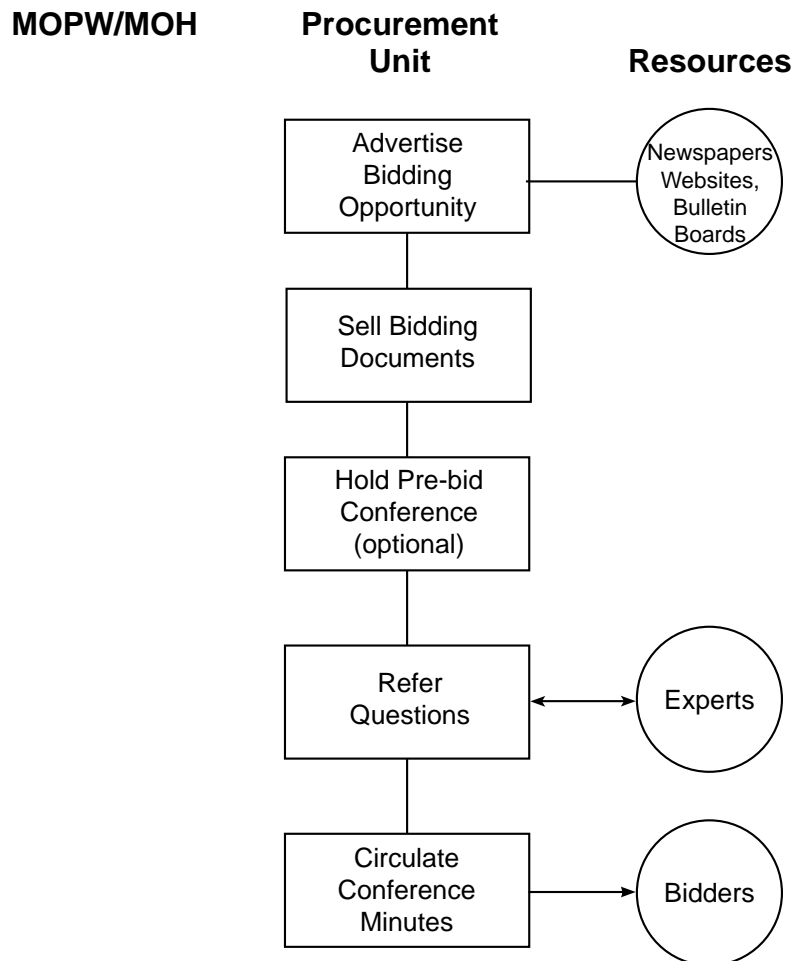 MOPW/MOH
Procurement
Unit
Resources
Advertise
Bidding
Opportunity
Newspapers
Websites,
Bulletin
Boards
Sell Bidding
Documents
Hold Pre-bid
Conference
(optional)
Refer
Questions
Experts
Circulate
Conference
Minutes
Bidders